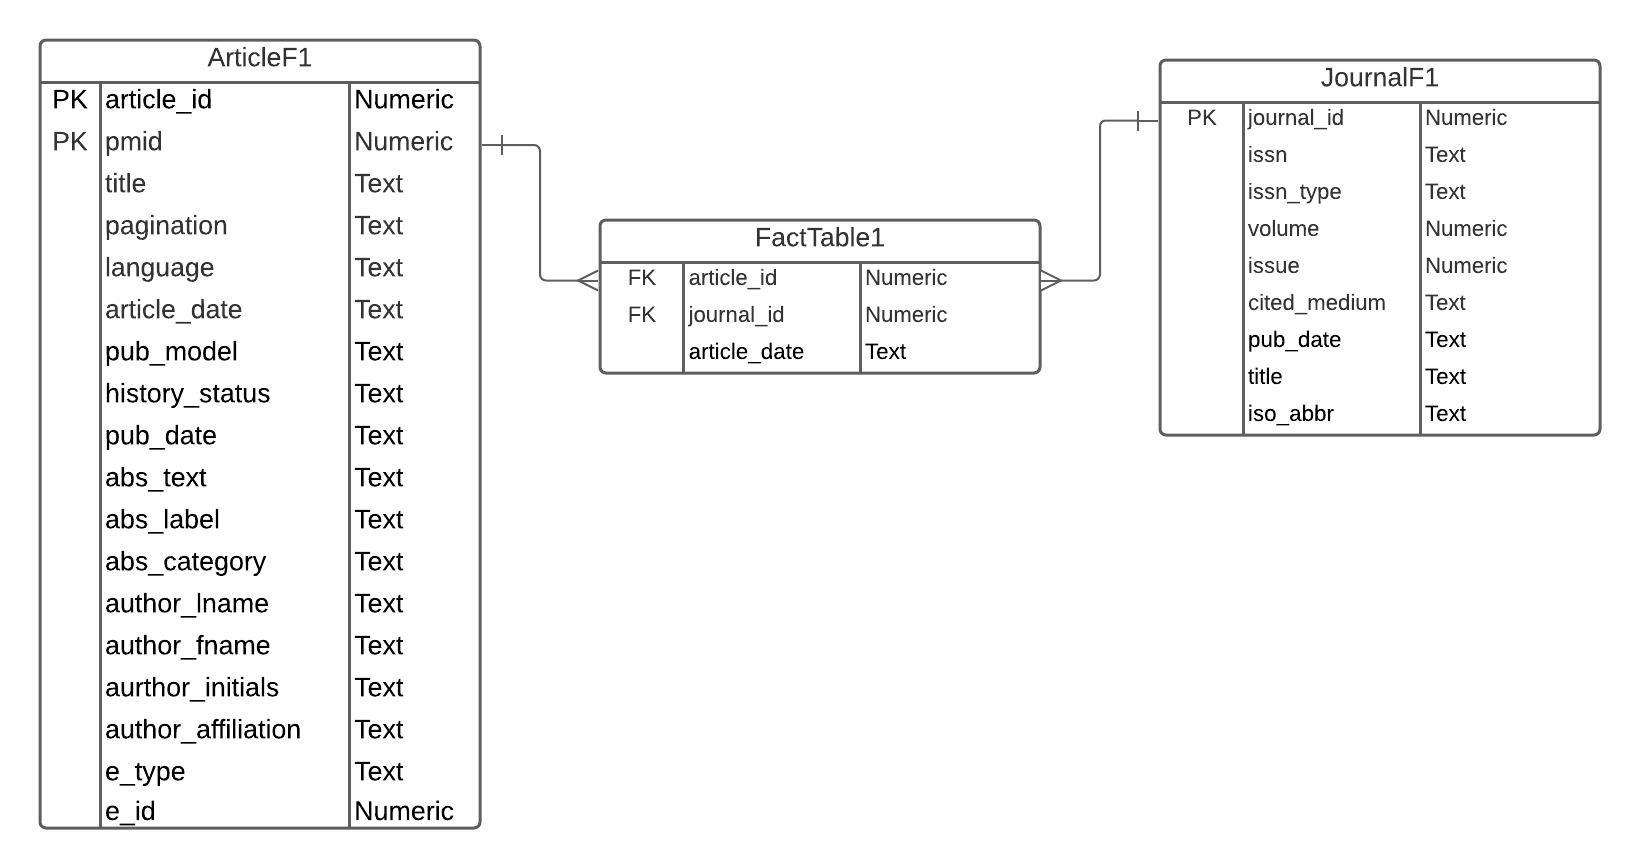 ArticleF1
PK article_id Numeric
PK pmid Numeric
title Text
pagination Text
language Text
article_date Text
pub_model Text
history_status Text
pub_date Text
abs_text Text
abs_label Text
abs_category Text
author_lname Text
author_fname Text
aurthor_initials Text
author_affiliation Text
e_type Text
e_id Numeric
FactTable1
FK article_id Numeric
FK journal_id Numeric
article_date Text
JournalF1
PK journal_id Numeric
issn Text
issn_type Text
volume Numeric
issue Numeric
cited_medium Text
pub_date Text
title Text
iso_abbr Text